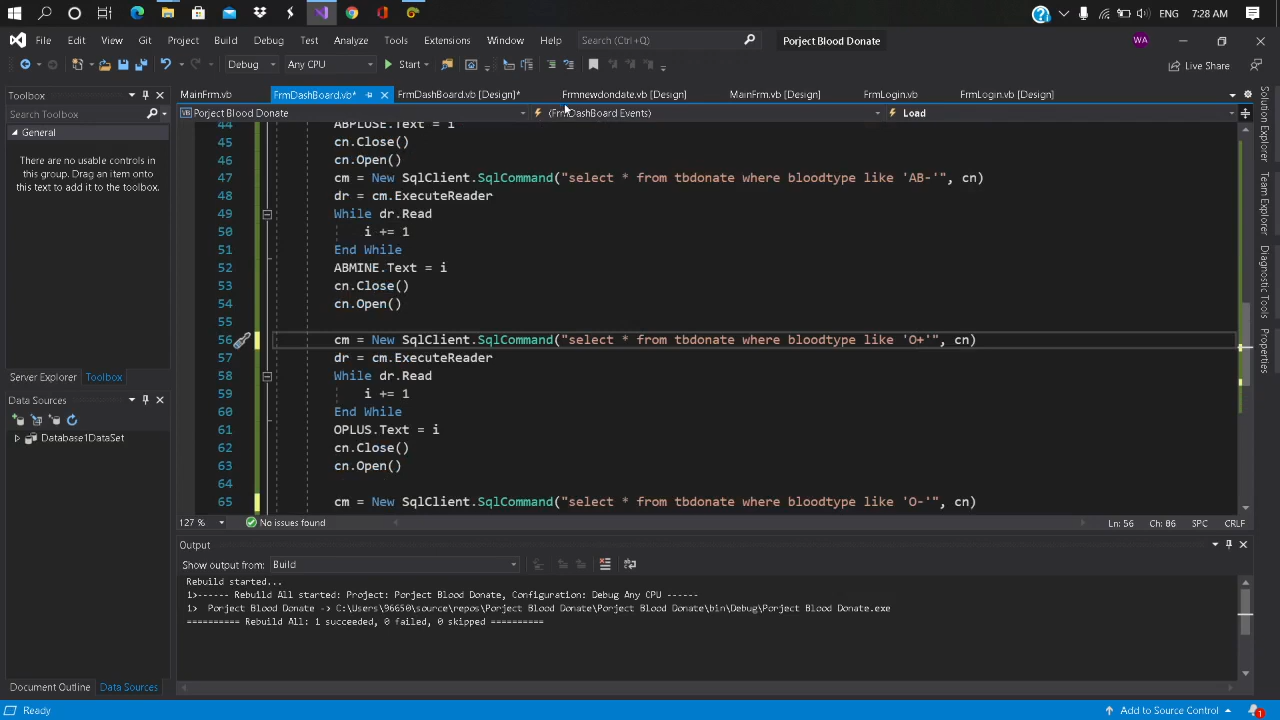 ENG 7:28 AM
File Edit View Git Project Build Debug Test Analyze Tools Extensions Window Help Search (Ctrl+Q) Porject Blood Donate WA
Debug Any CPU Start Live Share
Toolbox
MainFrm.vb FrmDashBoard.vb* FrmDashBoard.vb [Design]* Frmnewdondate.vb [Design] MainFrm.vb [Design] FrmLogin.vb FrmLogin.vb [Design]
Search Toolbox
Porject Blood Donate (FrmDashBoard Events) Load
General
There are no usable controls in
this group. Drag an item onto
this text to add it to the toolbox.
44 ABPLUSE.Text = i
45 cn.Close()
46 cn.Open()
47 cm = New SqlClient.SqlCommand("select * from tbdonate where bloodtype like 'AB-'", cn)
48 dr = cm.ExecuteReader
49 While dr.Read
50 i += 1
51 End While
52 ABMINE.Text = i
53 cn.Close()
54 cn.Open()
55
56 cm = New SqlClient.SqlCommand("select * from tbdonate where bloodtype like 'O+'", cn)
57 dr = cm.ExecuteReader
58 While dr.Read
59 i += 1
60 End While
61 OPLUS.Text = i
62 cn.Close()
63 cn.Open()
64
65 cm = New SqlClient.SqlCommand("select * from tbdonate where bloodtype like 'O-'", cn)
127 % No issues found Ln: 56 Ch: 86 SPC CRLF
Server Explorer Toolbox
Data Sources
Database1DataSet
Document Outline Data Sources
Output
Show output from: Build
Rebuild started...
1>------ Rebuild All started: Project: Porject Blood Donate, Configuration: Debug Any CPU ------
1> Porject Blood Donate -> C:\Users\96650\source\repos\Porject Blood Donate\Porject Blood Donate\bin\Debug\Porject Blood Donate.exe
========== Rebuild All: 1 succeeded, 0 failed, 0 skipped ==========
Solution Explorer
Team Explorer
Diagnostic Tools
Properties
Ready Add to Source Control 1